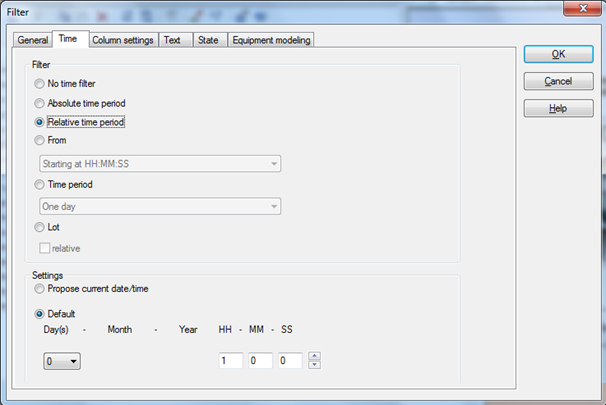 Filter
General Time Column settings Text State Equipment modeling
OK
Cancel
Help
Filter
No time filter
Absolute time period
Relative time period
From
Starting at HH:MM:SS
Time period
One day
Lot
relative
Settings
Propose current date/time
Default
Day(s) - Month - Year HH - MM - SS
0 1 0 0